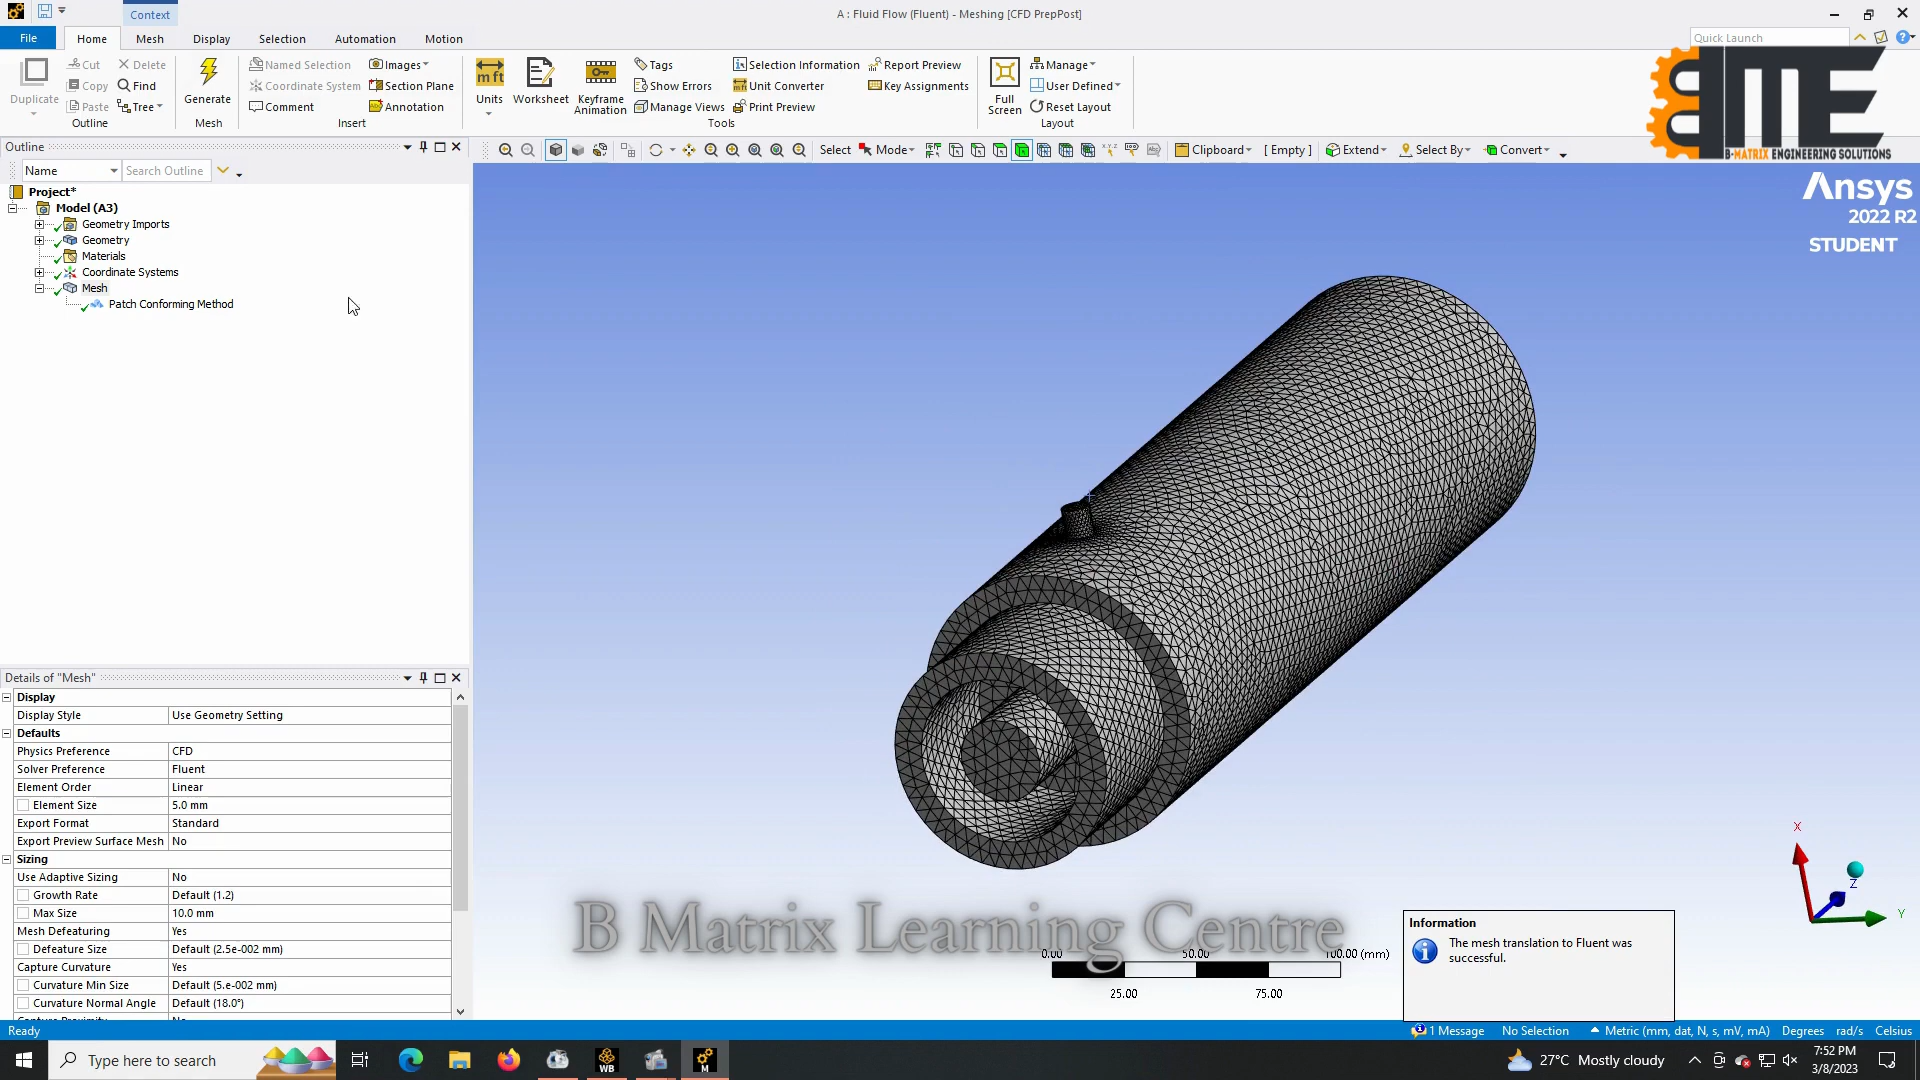 Context
A : Fluid Flow (Fluent) - Meshing [CFD PrepPost]
File Home Mesh Display Selection Automation Motion
Quick Launch
Duplicate
Cut
Copy
Paste
Delete
Find
Tree
Outline
Generate
Mesh
Named Selection
Coordinate System
Comment
Images
Section Plane
Annotation
Insert
Units
Worksheet
Keyframe
Animation
Tags
Show Errors
Manage Views
Selection Information
Unit Converter
Print Preview
Report Preview
Key Assignments
Tools
Full
Screen
Manage
User Defined
Reset Layout
Layout
BME
B-MATRIX ENGINEERING SOLUTIONS
Outline
Select Mode Clipboard [ Empty ] Extend Select By Convert
Name Search Outline
Project*
Model (A3)
Geometry Imports
Geometry
Materials
Coordinate Systems
Mesh
Patch Conforming Method
Ansys
2022 R2
STUDENT
Details of "Mesh"
Display
Display Style Use Geometry Setting
Defaults
Physics Preference CFD
Solver Preference Fluent
Element Order Linear
Element Size 5.0 mm
Export Format Standard
Export Preview Surface Mesh No
Sizing
Use Adaptive Sizing No
Growth Rate Default (1.2)
Max Size 10.0 mm
Mesh Defeaturing Yes
Defeature Size Default (2.5e-002 mm)
Capture Curvature Yes
Curvature Min Size Default (5.e-002 mm)
Curvature Normal Angle Default (18.0°)
X
Z
Y
B Matrix Learning Centre
0.00 50.00 100.00 (mm)
25.00 75.00
Information
The mesh translation to Fluent was
successful.
Ready
1 Message No Selection Metric (mm, dat, N, s, mV, mA) Degrees rad/s Celsius
Type here to search
WB
M
27°C Mostly cloudy
7:52 PM
3/8/2023